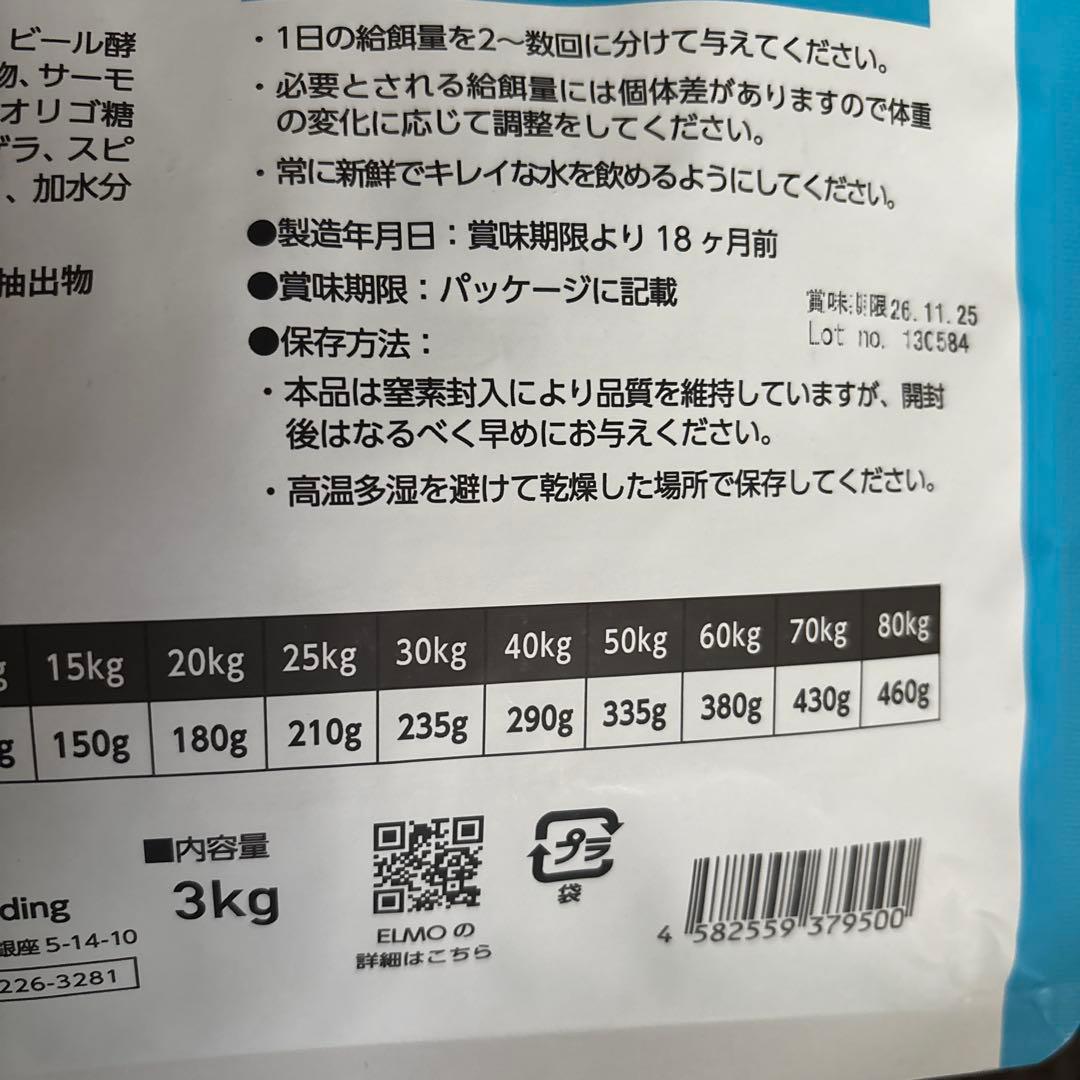 ビール酵
物、サーモ
オリゴ糖
ゲラ、スピ
、加水分
抽出物
・1日の給餌量を2〜数回に分けて与えてください。
・必要とされる給餌量には個体差がありますので体重
の変化に応じて調整をしてください。
・常に新鮮でキレイな水を飲めるようにしてください。
●製造年月日：賞味期限より 18 ヶ月前
●賞味期限：パッケージに記載
賞味期限26.11.25
Lot no. 13C584
●保存方法：
・本品は窒素封入により品質を維持していますが、開封
後はなるべく早めにお与えください。
・高温多湿を避けて乾燥した場所で保存してください。
g 15kg 20kg 25kg 30kg 40kg 50kg 60kg 70kg 80kg
g 150g 180g 210g 235g 290g 335g 380g 430g 460g
■内容量
3kg
ding
銀座 5-14-10
226-3281
ELMOの
詳細はこちら
プラ
袋
4 582559 379500